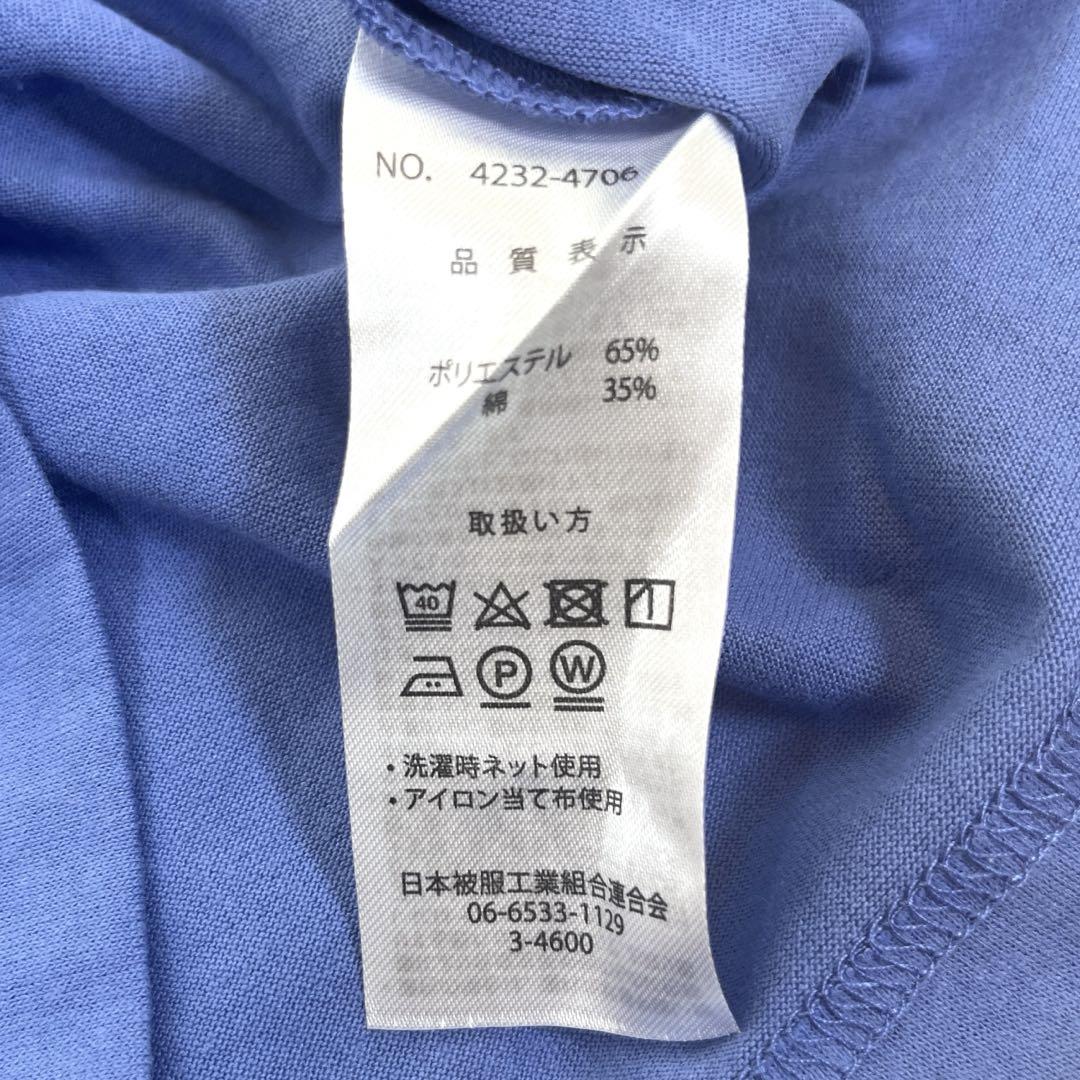 NO. 4232-4706
品質表示
ポリエステル 65%
綿 35%
取扱い方
40
P W
・洗濯時ネット使用
・アイロン当て布使用
日本被服工業組合連合会
06-6533-1129
3-4600